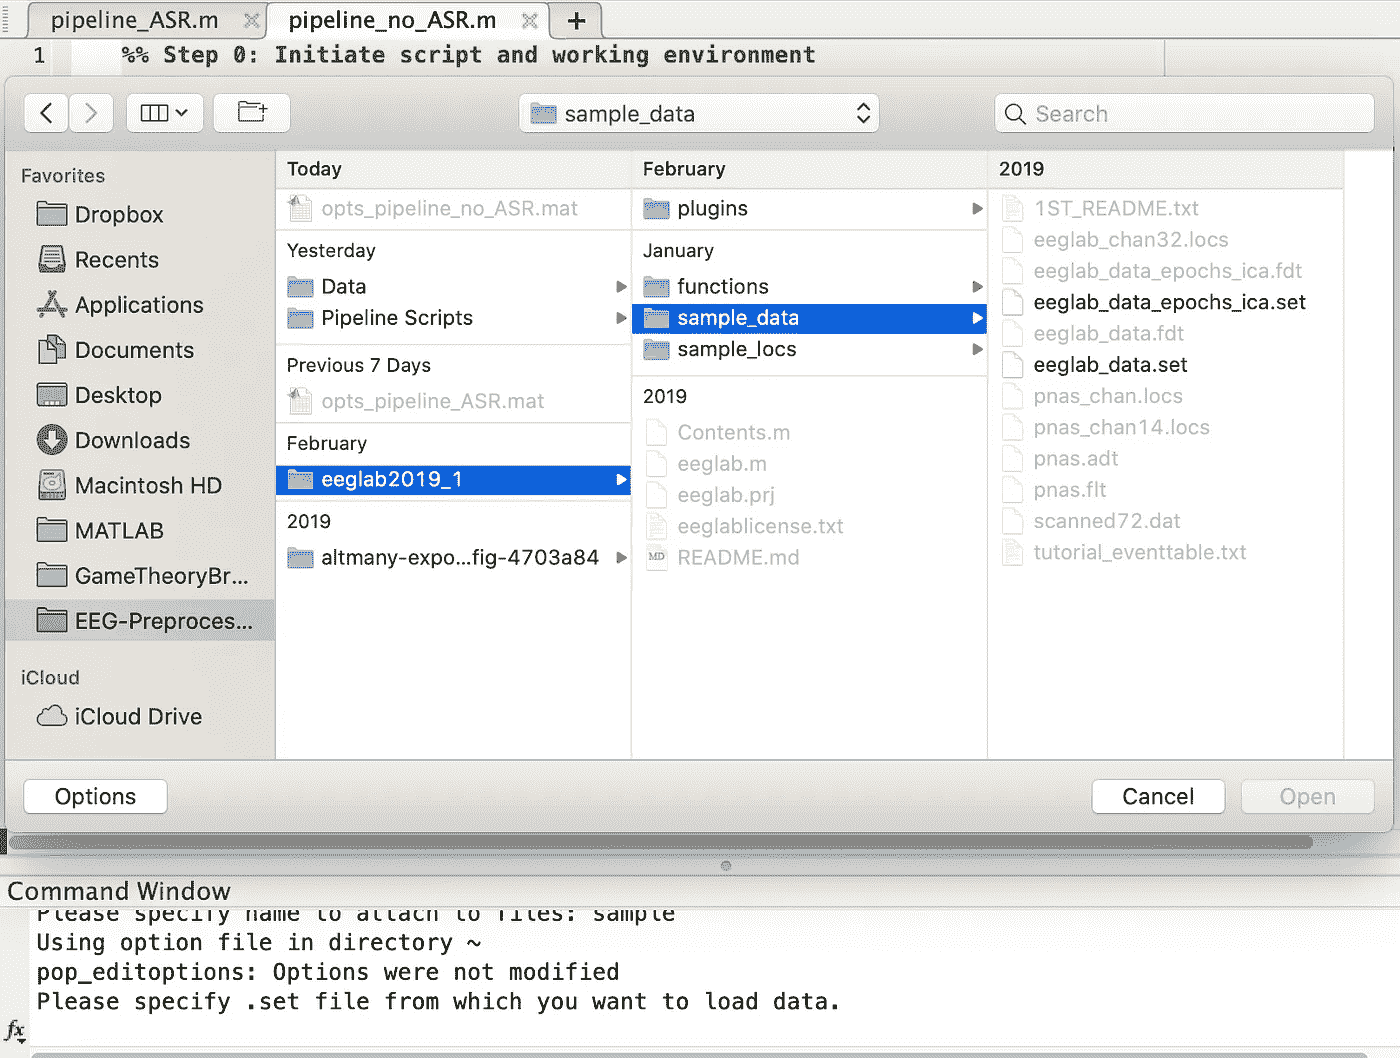 pipeline_ASR.m
pipeline_no_ASR.m
1 %% Step 0: Initiate script and working environment
sample_data
Search
Favorites
Dropbox
Recents
Applications
Documents
Desktop
Downloads
Macintosh HD
MATLAB
GameTheoryBr...
EEG-Preproces...
iCloud
iCloud Drive
Today
opts_pipeline_no_ASR.mat
Yesterday
Data
Pipeline Scripts
Previous 7 Days
opts_pipeline_ASR.mat
February
eeglab2019_1
2019
altmany-expo...fig-4703a84
February
plugins
January
functions
sample_data
sample_locs
2019
Contents.m
eeglab.m
eeglab.prj
eeglablicense.txt
MD README.md
2019
1ST_README.txt
eeglab_chan32.locs
eeglab_data_epochs_ica.fdt
eeglab_data_epochs_ica.set
eeglab_data.fdt
eeglab_data.set
pnas_chan.locs
pnas_chan14.locs
pnas.adt
pnas.flt
scanned72.dat
tutorial_eventtable.txt
Options
Cancel
Open
Command Window
Please specify name to attach to files: sample
Using option file in directory ~
pop_editoptions: Options were not modified
Please specify .set file from which you want to load data.
fx